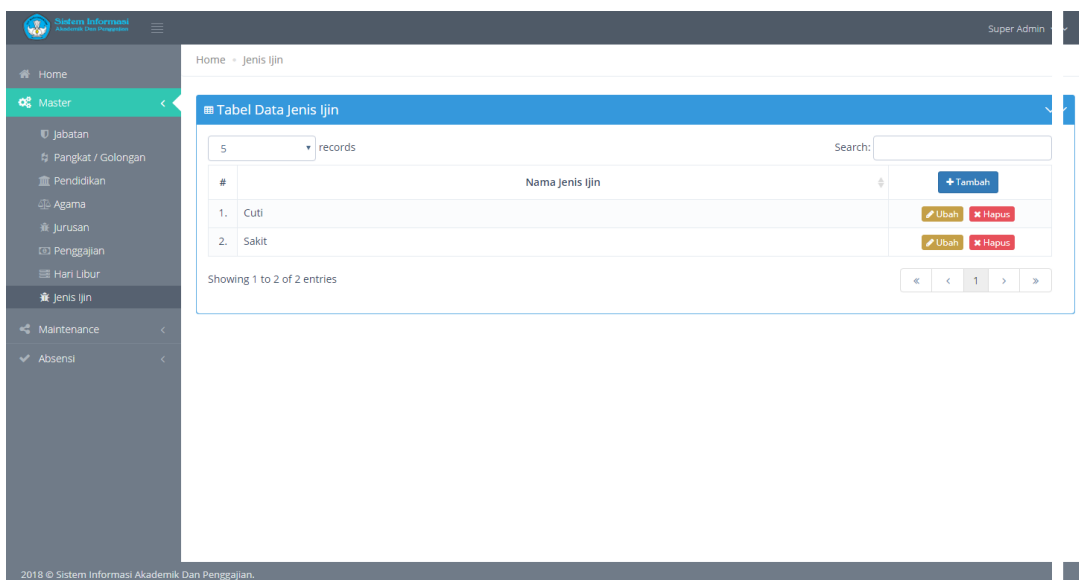 Sistem Informasi
Akademik Dan Penggajian
Super Admin
Home
Jenis Ijin
Home
Master
Jabatan
Pangkat / Golongan
Pendidikan
Agama
Jurusan
Penggajian
Hari Libur
Jenis Ijin
Maintenance
Absensi
Tabel Data Jenis Ijin
5 records
Search:
# Nama Jenis Ijin + Tambah
1. Cuti Ubah Hapus
2. Sakit Ubah Hapus
Showing 1 to 2 of 2 entries
« < 1 > »
2018 © Sistem Informasi Akademik Dan Penggajian.